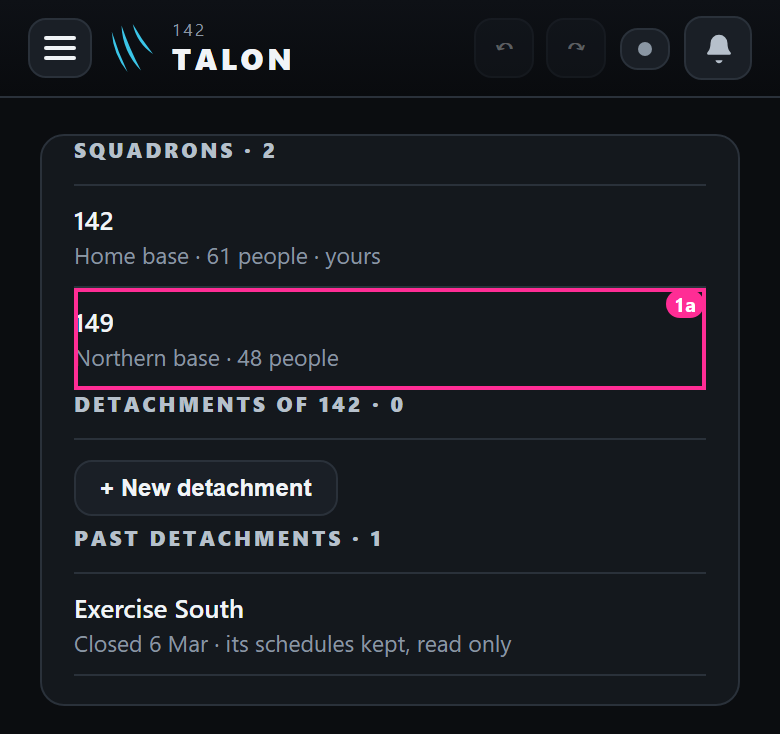 142
TALON
SQUADRONS · 2
142
Home base · 61 people · yours
1a
149
Northern base · 48 people
DETACHMENTS OF 142 · 0
+ New detachment
PAST DETACHMENTS · 1
Exercise South
Closed 6 Mar · its schedules kept, read only